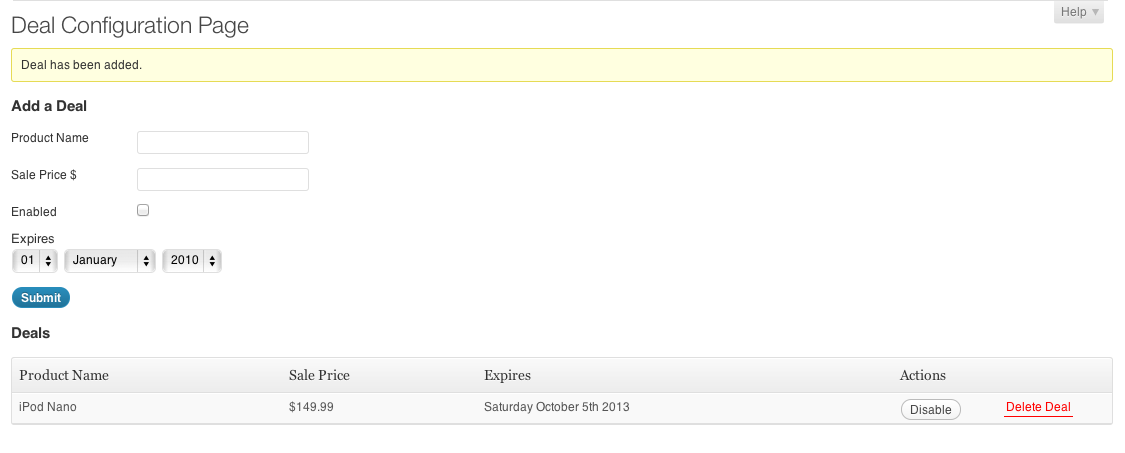 Help
Deal Configuration Page
Deal has been added.
Add a Deal
Product Name
Sale Price $
Enabled
Expires
01 January 2010
Submit
Deals
Product Name Sale Price Expires Actions
iPod Nano $149.99 Saturday October 5th 2013 Disable Delete Deal